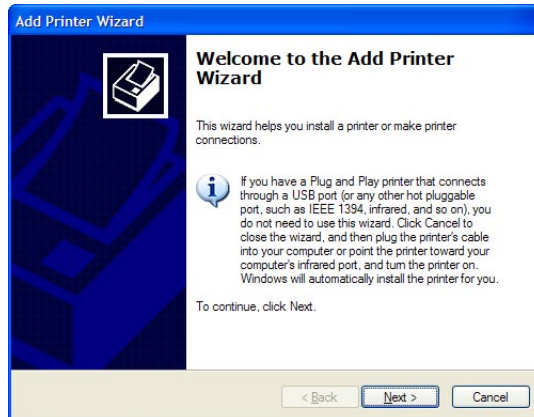 Add Printer Wizard
Welcome to the Add Printer
Wizard
This wizard helps you install a printer or make printer
connections.
If you have a Plug and Play printer that connects
through a USB port (or any other hot pluggable
port, such as IEEE 1394, infrared, and so on), you
do not need to use this wizard. Click Cancel to
close the wizard, and then plug the printer's cable
into your computer or point the printer toward your
computer's infrared port, and turn the printer on.
Windows will automatically install the printer for you.
To continue, click Next.
< Back Next > Cancel